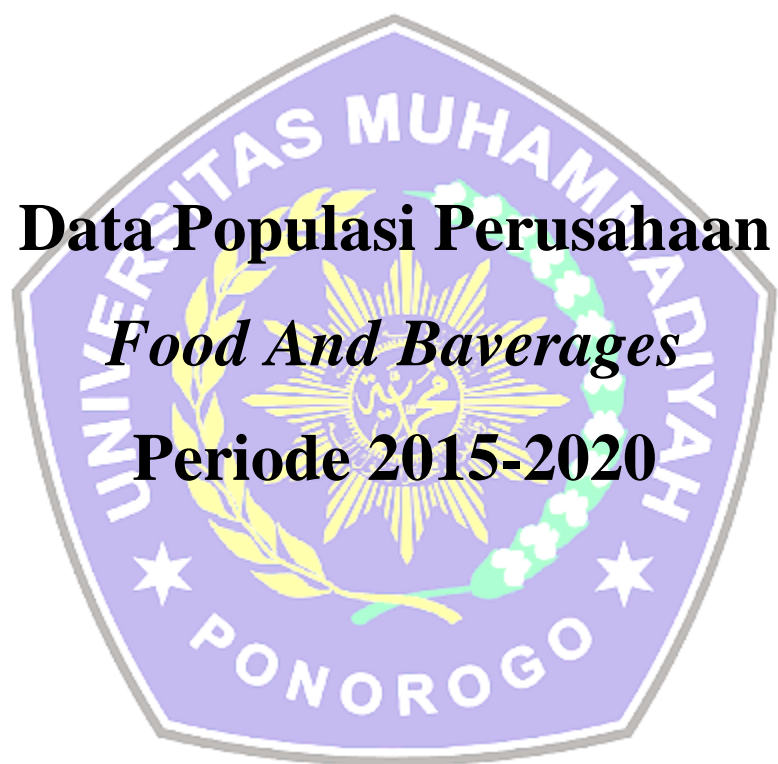 UNIVERSITAS MUHAMMADIYAH
Data Populasi Perusahaan
Food And Baverages
Periode 2015-2020
PONOROGO